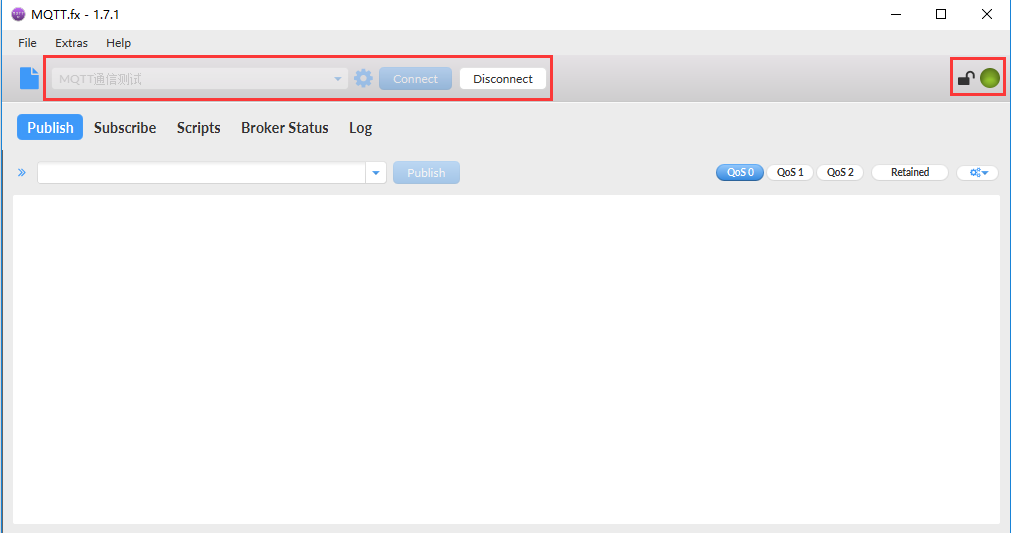 MQTT.fx - 1.7.1
File Extras Help
MQTT通信测试 Connect Disconnect
Publish Subscribe Scripts Broker Status Log
Publish QoS 0 QoS 1 QoS 2 Retained